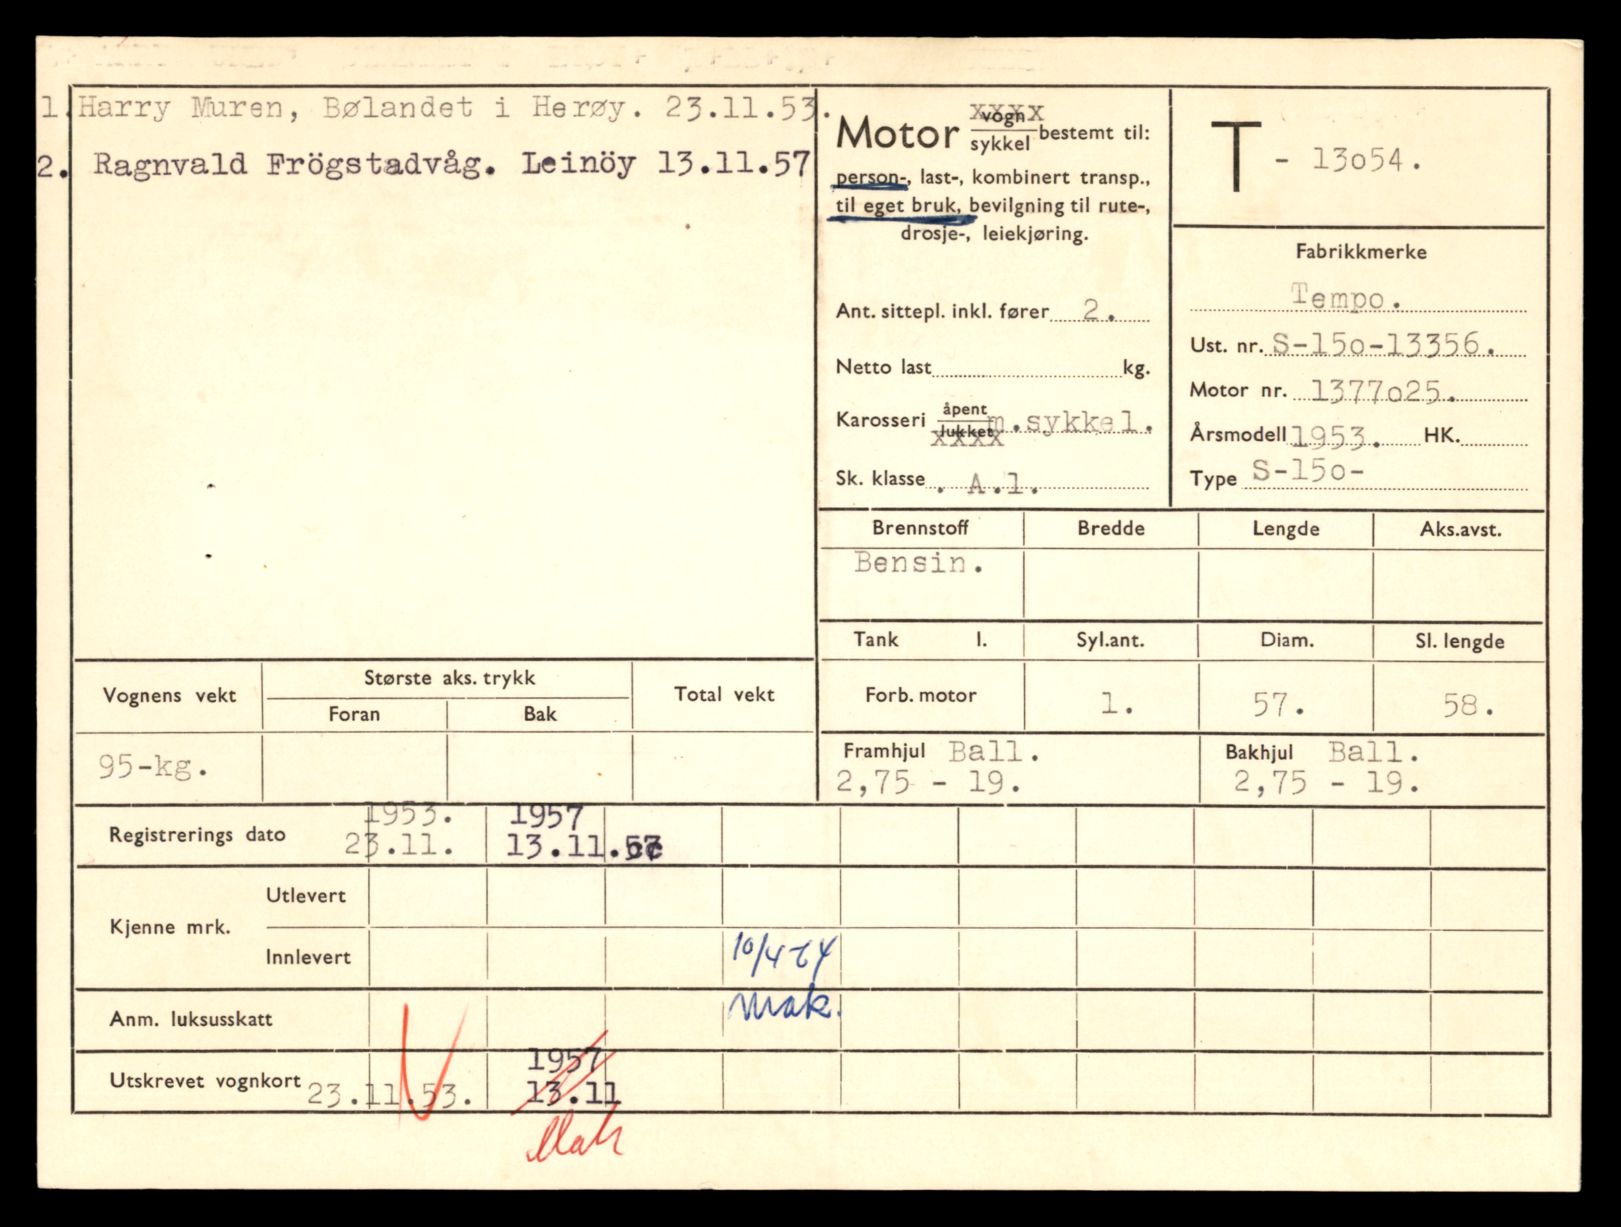 1. Harry Muren, Bølandet i Herøy. 23.11.53.
2. Ragnvald Frögstadvåg. Leinöy 13.11.57
Motor vogn xxxx
sykkel bestemt til:
person-, last-, kombinert transp.,
til eget bruk, bevilgning til rute-,
drosje-, leiekjøring.
Ant. sittepl. inkl. fører 2.
Netto last kg.
Karosseri åpent
lukket xxxx m.sykkel.
Sk. klasse . A.l.
T - 13o54.
Fabrikkmerke
Tempo.
Ust. nr. S-15o-13356.
Motor nr. 1377o25.
Årsmodell 1953. HK.
Type S-15o-
Brennstoff Bredde Lengde Aks.avst.
Bensin.
Tank l. Syl.ant. Diam. Sl. lengde
Forb. motor 1. 57. 58.
Framhjul Ball. Bakhjul Ball.
2,75 - 19. 2,75 - 19.
Vognens vekt Største aks. trykk Total vekt
Foran Bak
95-kg.
1953. 1957
Registrerings dato 23.11. 13.11.57
Utlevert
Kjenne mrk.
Innlevert 10/4-64
Mak.
Anm. luksusskatt
1957
Utskrevet vognkort 23.11.53. 13.11
Mak